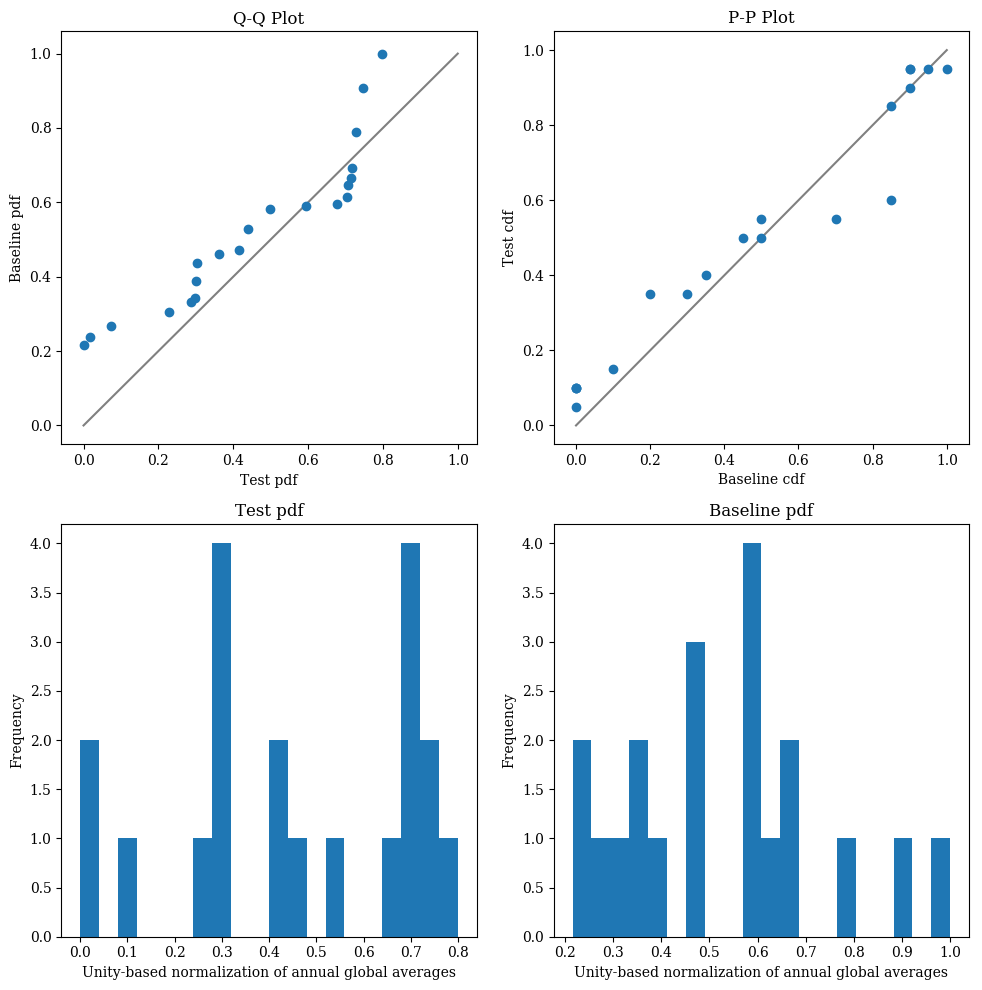 Q-Q Plot
1.0
0.8
0.6
0.4
0.2
0.0
Baseline pdf
0.0 0.2 0.4 0.6 0.8 1.0
Test pdf
P-P Plot
1.0
0.8
0.6
0.4
0.2
0.0
Test cdf
0.0 0.2 0.4 0.6 0.8 1.0
Baseline cdf
Test pdf
4.0
3.5
3.0
2.5
2.0
1.5
1.0
0.5
0.0
Frequency
0.0 0.1 0.2 0.3 0.4 0.5 0.6 0.7 0.8
Unity-based normalization of annual global averages
Baseline pdf
4.0
3.5
3.0
2.5
2.0
1.5
1.0
0.5
0.0
Frequency
0.2 0.3 0.4 0.5 0.6 0.7 0.8 0.9 1.0
Unity-based normalization of annual global averages